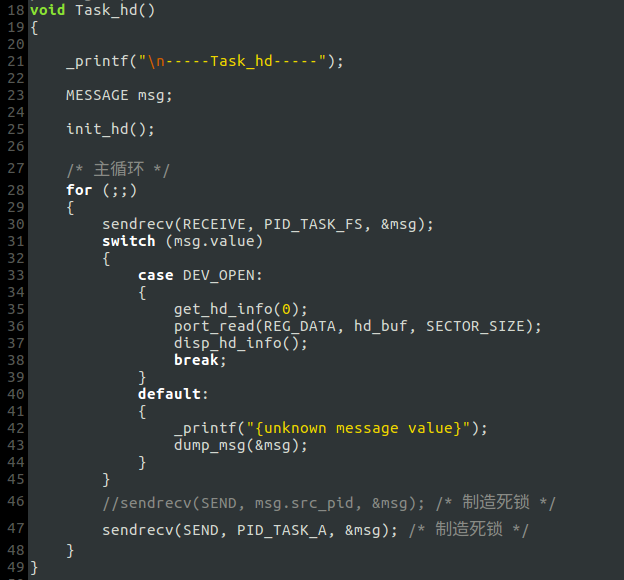 18 void Task_hd()
19 {
20
21     _printf("\n-----Task_hd-----");
22
23     MESSAGE msg;
24
25     init_hd();
26
27     /* 主循环 */
28     for (;;)
29     {
30         sendrecv(RECEIVE, PID_TASK_FS, &msg);
31         switch (msg.value)
32         {
33             case DEV_OPEN:
34             {
35                 get_hd_info(0);
36                 port_read(REG_DATA, hd_buf, SECTOR_SIZE);
37                 disp_hd_info();
38                 break;
39             }
40             default:
41             {
42                 _printf("{unknown message value}");
43                 dump_msg(&msg);
44             }
45         }
46         //sendrecv(SEND, msg.src_pid, &msg); /* 制造死锁 */
47         sendrecv(SEND, PID_TASK_A, &msg); /* 制造死锁 */
48     }
49 }